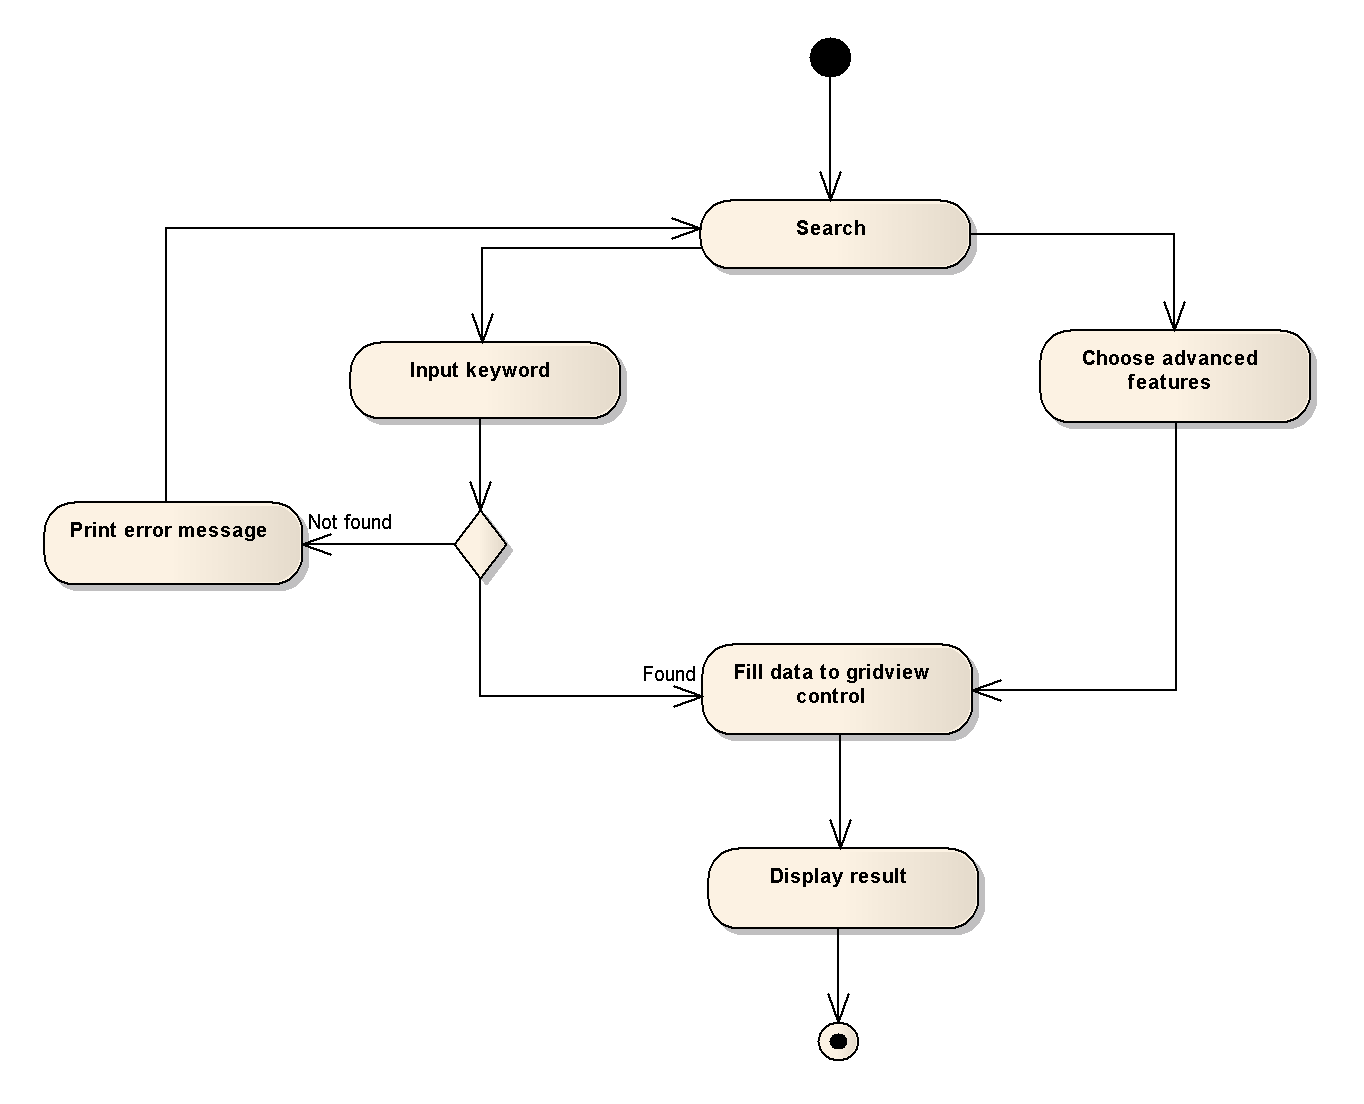 Search
Input keyword
Choose advanced
features
Print error message
Not found
Found
Fill data to gridview
control
Display result